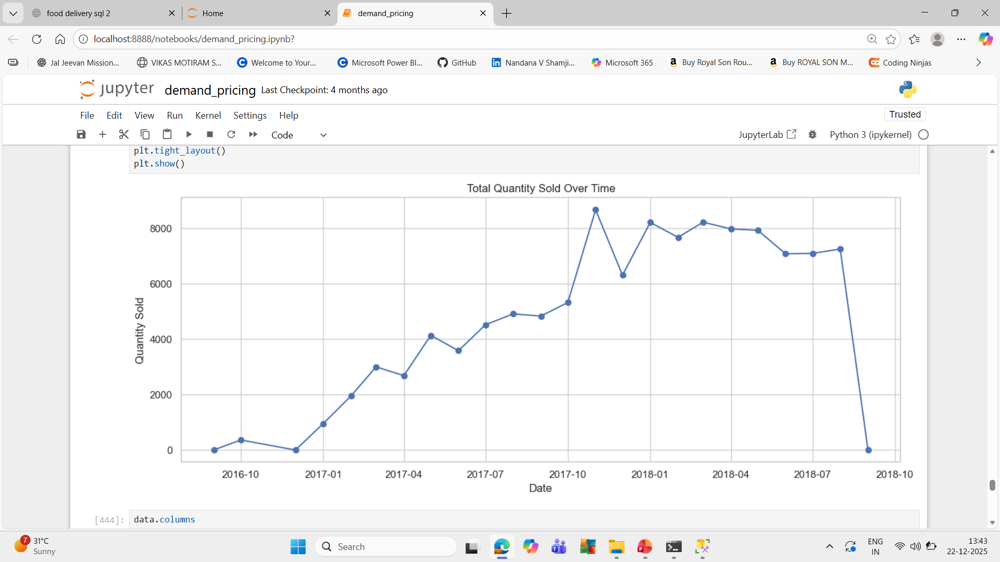 food delivery sql 2
Home
demand_pricing
localhost:8888/notebooks/demand_pricing.ipynb?
Jal Jeevan Mission...
VIKAS MOTIRAM S...
Welcome to Your...
Microsoft Power BI...
GitHub
Nandana V Shamji...
Microsoft 365
Buy Royal Son Rou...
Buy ROYAL SON M...
Coding Ninjas
jupyter demand_pricing Last Checkpoint: 4 months ago
File Edit View Run Kernel Settings Help
Trusted
Code
JupyterLab
Python 3 (ipykernel)
plt.tight_layout()
plt.show()
Total Quantity Sold Over Time
Quantity Sold
8000
6000
4000
2000
0
2016-10 2017-01 2017-04 2017-07 2017-10 2018-01 2018-04 2018-07 2018-10
Date
[444]: data.columns
7
31°C
Sunny
Search
ENG
IN
13:43
22-12-2025